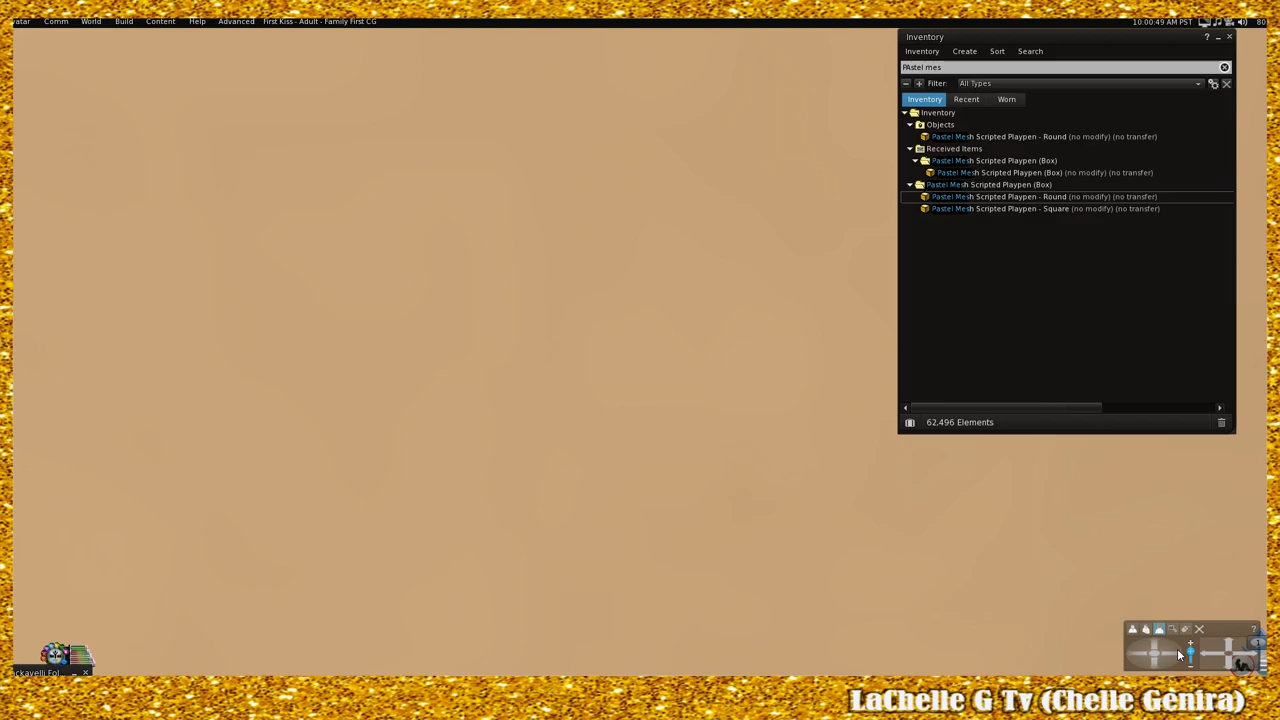 vatar Comm World Build Content Help Advanced First Kiss - Adult - Family First CG 10:00:49 AM PST 80
Inventory
Inventory Create Sort Search
PAstel mes
Filter: All Types
Inventory Recent Worn
Inventory
Objects
Pastel Mesh Scripted Playpen - Round (no modify) (no transfer)
Received Items
Pastel Mesh Scripted Playpen (Box)
Pastel Mesh Scripted Playpen (Box) (no modify) (no transfer)
Pastel Mesh Scripted Playpen (Box)
Pastel Mesh Scripted Playpen - Round (no modify) (no transfer)
Pastel Mesh Scripted Playpen - Square (no modify) (no transfer)
62,496 Elements
ckavelli Fol
LaChelle G Tv (Chelle Genira)